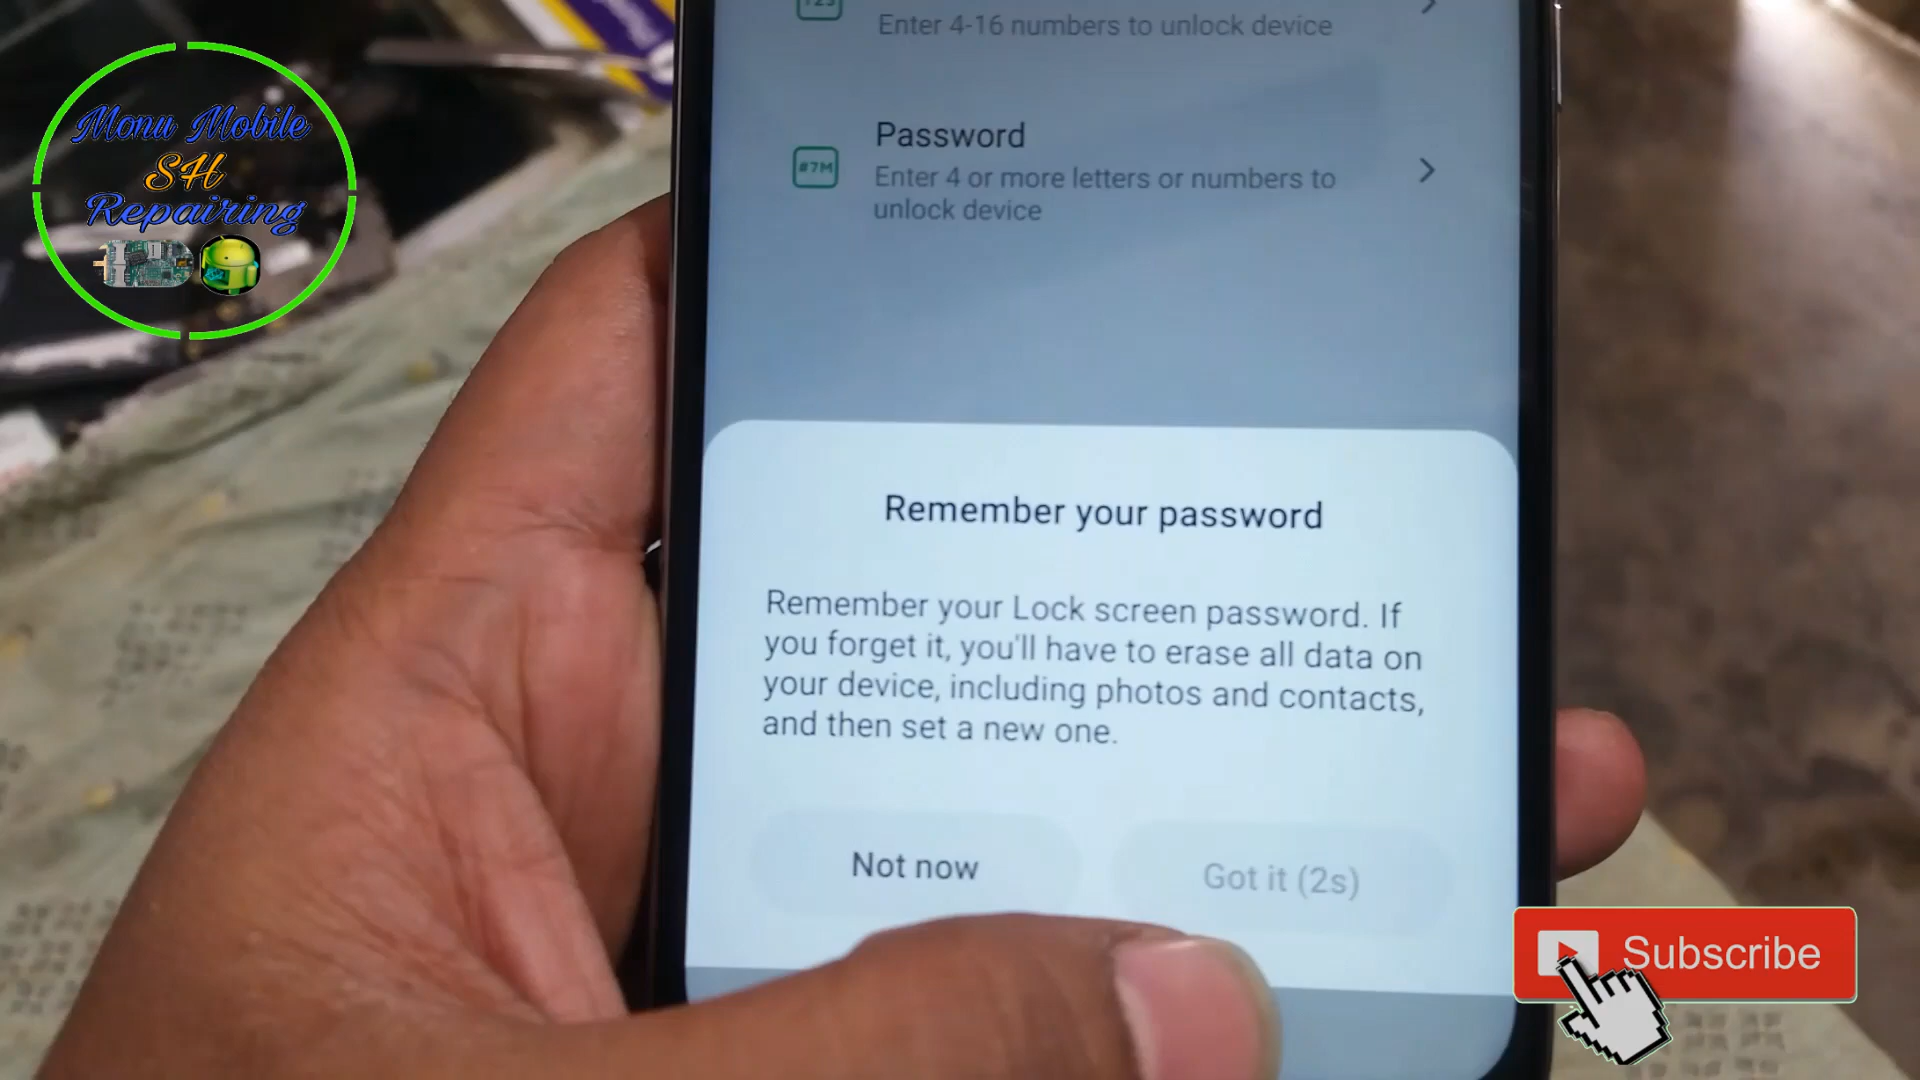 123
Enter 4-16 numbers to unlock device
Password
#7M
Enter 4 or more letters or numbers to
unlock device
Monu Mobile
SH
Repairing
Remember your password
Remember your Lock screen password. If
you forget it, you'll have to erase all data on
your device, including photos and contacts,
and then set a new one.
Not now
Got it (2s)
Subscribe